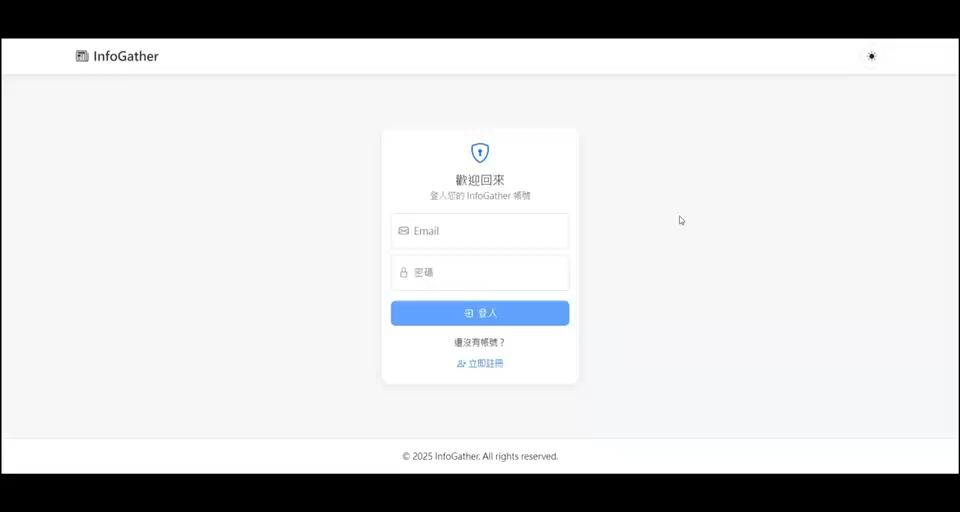 InfoGather
歡迎回來
登入您的 InfoGather 帳號
Email
密碼
登入
還沒有帳號？
立即註冊
© 2025 InfoGather. All rights reserved.